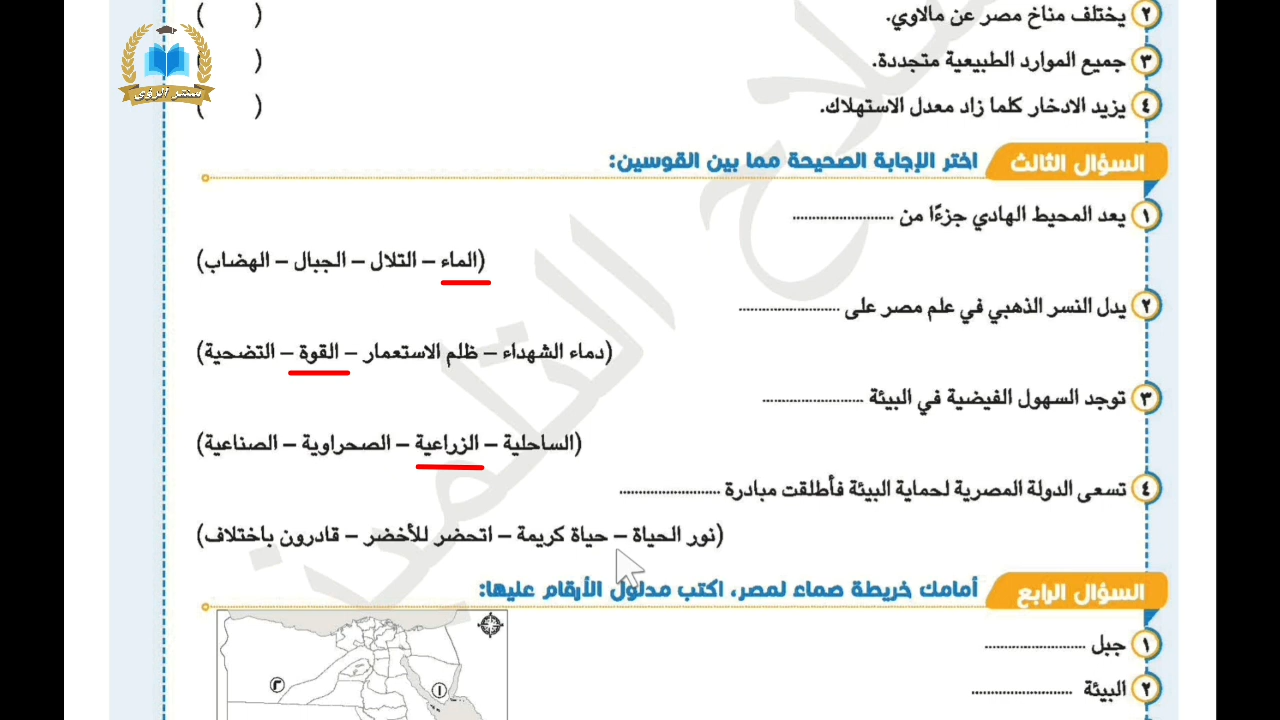 ٢ يختلف مناخ مصر عن مالاوي. ( )
٣ جميع الموارد الطبيعية متجددة. ( )
٤ يزيد الادخار كلما زاد معدل الاستهلاك. ( )
سنتر الرؤى
السؤال الثالث اختر الإجابة الصحيحة مما بين القوسين:
١ يعد المحيط الهادي جزءًا من ..........................
(الماء – التلال – الجبال – الهضاب)
٢ يدل النسر الذهبي في علم مصر على ..........................
(دماء الشهداء – ظلم الاستعمار – القوة – التضحية)
٣ توجد السهول الفيضية في البيئة ..........................
(الساحلية – الزراعية – الصحراوية – الصناعية)
٤ تسعى الدولة المصرية لحماية البيئة فأطلقت مبادرة ..........................
(نور الحياة – حياة كريمة – اتحضر للأخضر – قادرون باختلاف)
السؤال الرابع أمامك خريطة صماء لمصر، اكتب مدلول الأرقام عليها:
١ جبل ..........................
٢ البيئة ..........................
١
٢